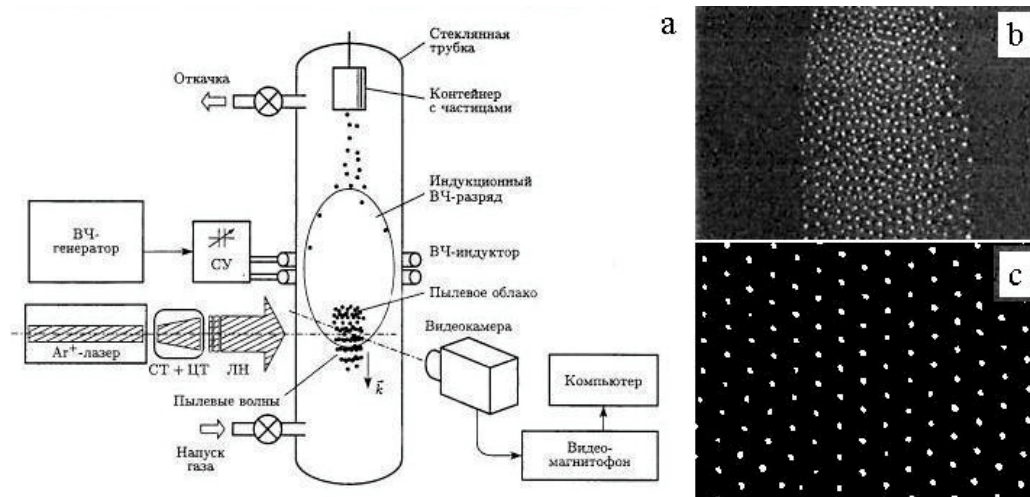 a
Стеклянная
трубка
Откачка
Контейнер
с частицами
Индукционный
ВЧ-разряд
ВЧ-
генератор
СУ
ВЧ-индуктор
Пылевое облако
Видеокамера
Ar⁺-лазер
СТ + ЦТ
ЛН
Пылевые волны
k⃗
Компьютер
Напуск
газа
Видео-
магнитофон
b
c